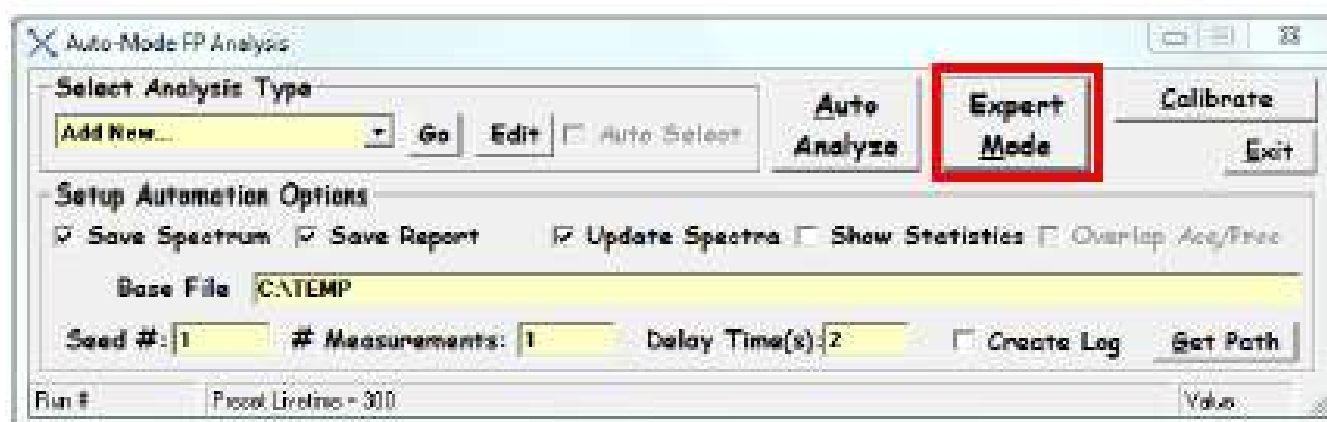 Auto-Mode FP Analysis
Select Analysis Type
Add New... Go Edit Auto Select
Auto Analyze
Expert Mode
Calibrate
Exit
Setup Automation Options
Save Spectrum Save Report Update Spectra Show Statistics Overlap Acq/Proc
Base File C:\TEMP
Seed #: 1 # Measurements: 1 Delay Time(s): 2 Create Log Get Path
Run # Preset Livetime = 300 Value